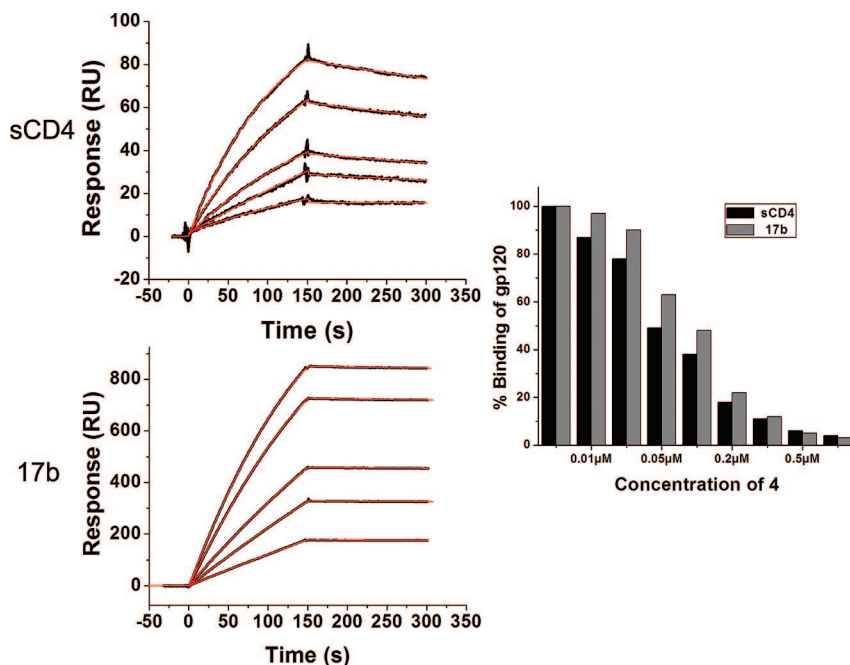 sCD4
Response (RU)
100
80
60
40
20
0
-20
-50 0 50 100 150 200 250 300 350
Time (s)
17b
Response (RU)
800
600
400
200
0
-50 0 50 100 150 200 250 300 350
Time (s)
% Binding of gp120
100
80
60
40
20
0
sCD4
17b
0.01µM 0.05µM 0.2µM 0.5µM
Concentration of 4